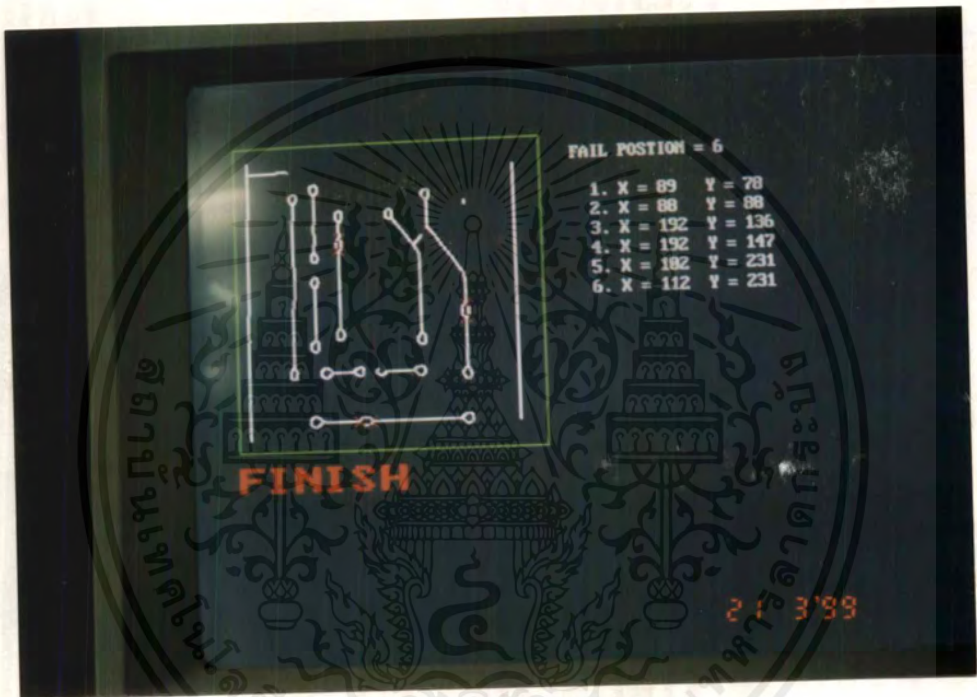 FAIL POSTION = 6
1. X = 89 Y = 78
2. X = 88 Y = 88
3. X = 192 Y = 136
4. X = 192 Y = 147
5. X = 102 Y = 231
6. X = 112 Y = 231
FINISH
21 3'99